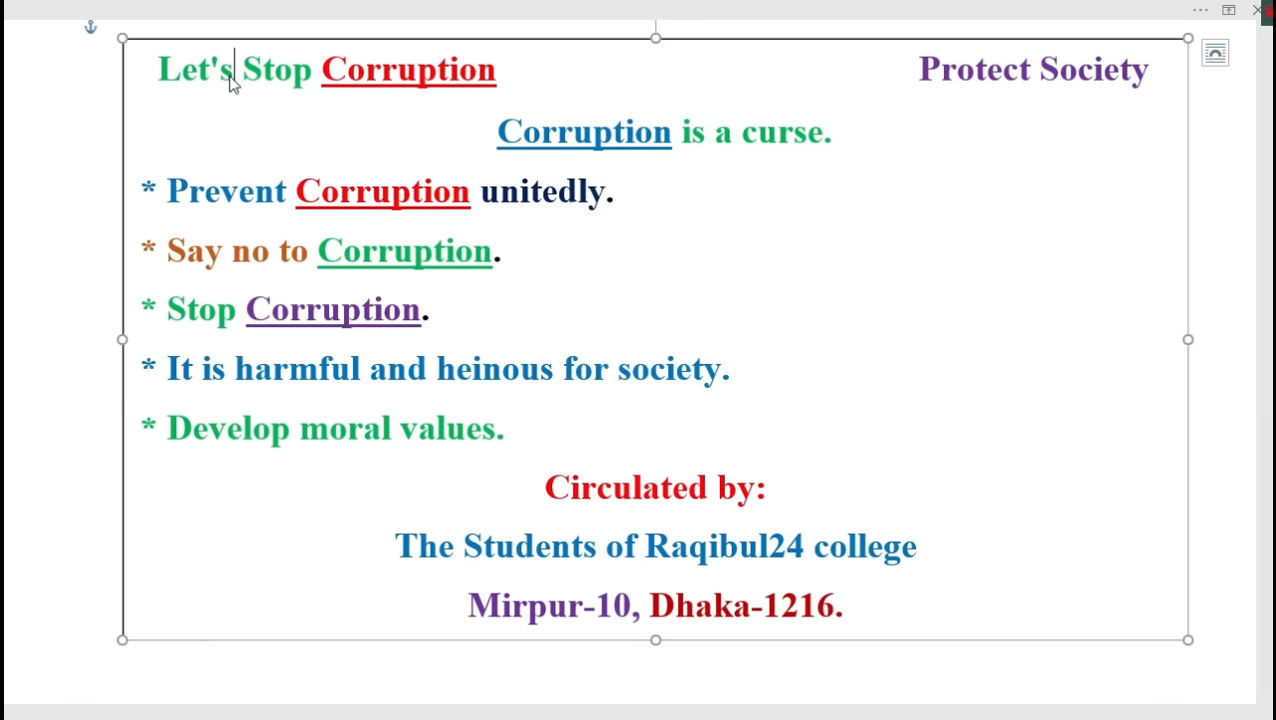 Let's Stop Corruption Protect Society
Corruption is a curse.
* Prevent Corruption unitedly.
* Say no to Corruption.
* Stop Corruption.
* It is harmful and heinous for society.
* Develop moral values.
Circulated by:
The Students of Raqibul24 college
Mirpur-10, Dhaka-1216.